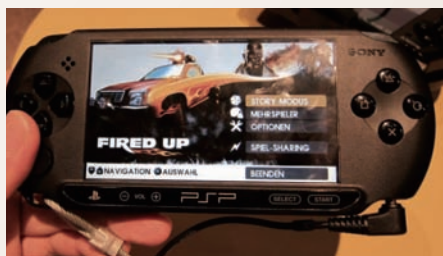 SONY
STORY MODUS
MEHRSPIELER
OPTIONEN
FIRED UP
SPIEL-SHARING
NAVIGATION AUSWAHL
BEENDEN
VOL
PSP
SELECT
START